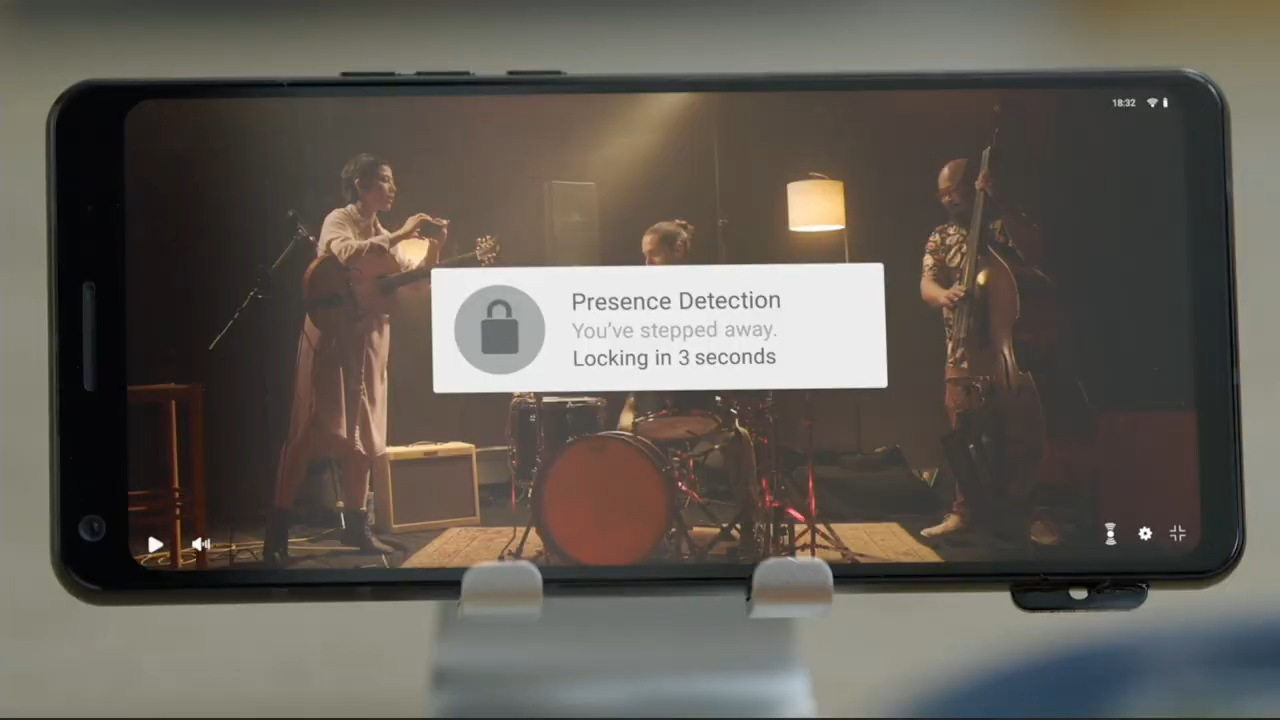 18:32
Presence Detection
You've stepped away.
Locking in 3 seconds